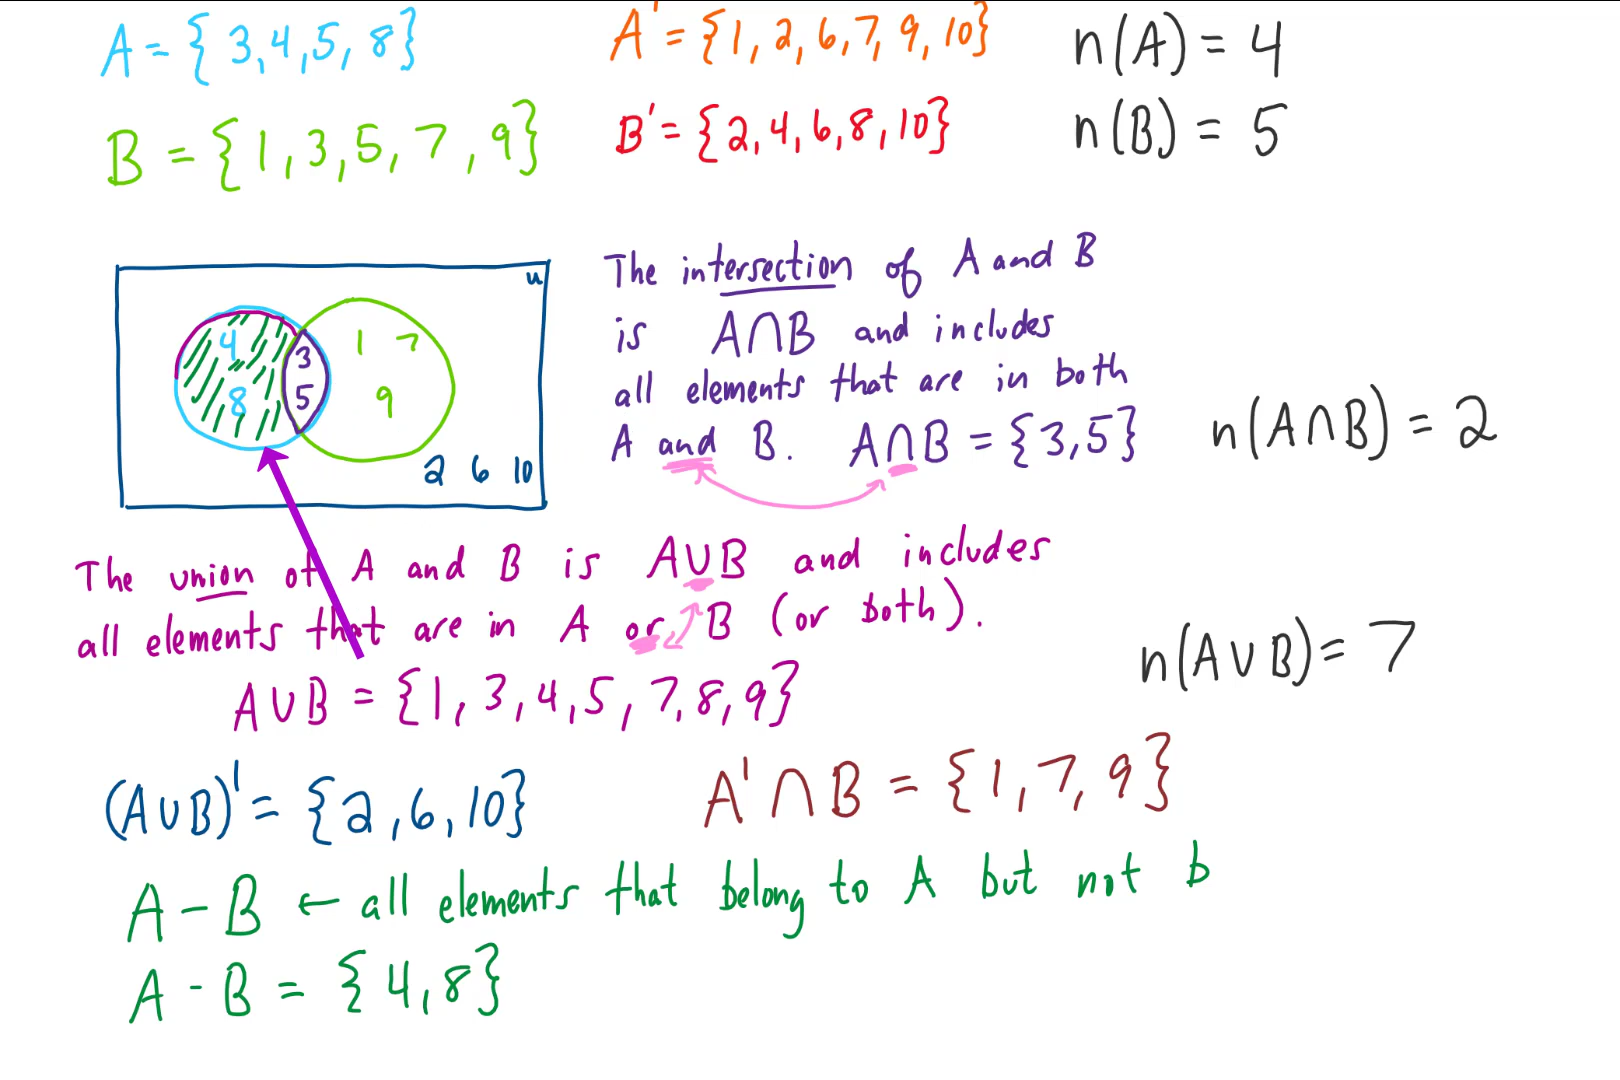 A = { 3, 4, 5, 8}
A' = {1, 2, 6, 7, 9, 10}
n(A) = 4
B = {1, 3, 5, 7, 9}
B' = {2, 4, 6, 8, 10}
n(B) = 5
u
4
8
3
5
1 7
9
2 6 10
The intersection of A and B
is A∩B and includes
all elements that are in both
A and B. A∩B = {3,5}
n(A∩B) = 2
The union of A and B is A∪B and includes
all elements that are in A or B (or both).
A∪B = {1, 3, 4, 5, 7, 8, 9}
n(A∪B) = 7
(A∪B)' = {2, 6, 10}
A'∩B = {1, 7, 9}
A - B ← all elements that belong to A but not b
A - B = {4, 8}